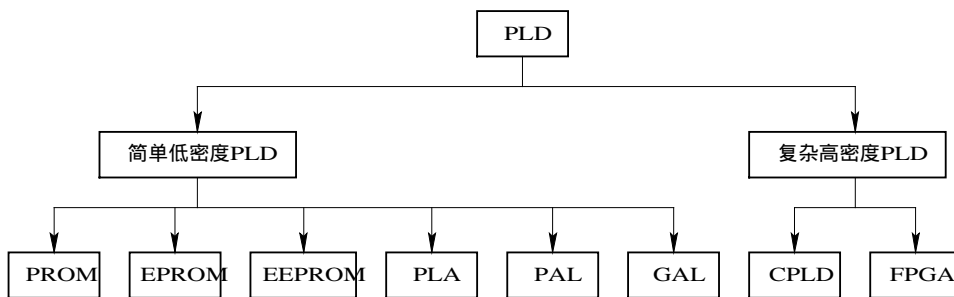 PLD
简单低密度PLD
复杂高密度PLD
PROM
EPROM
EEPROM
PLA
PAL
GAL
CPLD
FPGA